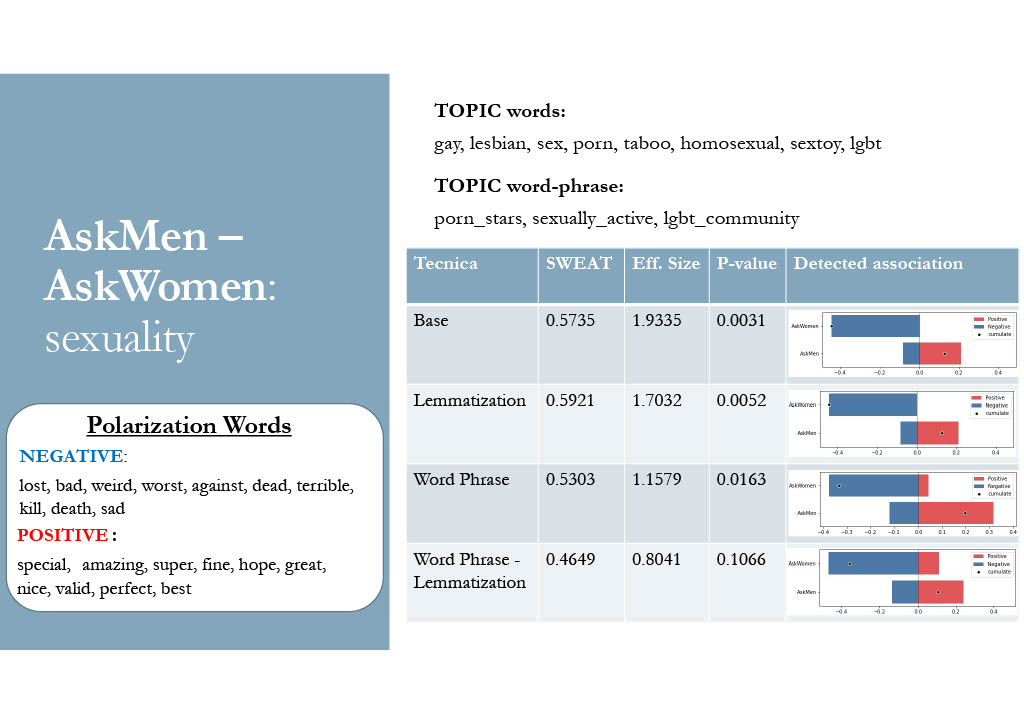 AskMen –
AskWomen:
sexuality
Polarization Words
NEGATIVE:
lost, bad, weird, worst, against, dead, terrible,
kill, death, sad
POSITIVE :
special, amazing, super, fine, hope, great,
nice, valid, perfect, best
TOPIC words:
gay, lesbian, sex, porn, taboo, homosexual, sextoy, lgbt
TOPIC word-phrase:
porn_stars, sexually_active, lgbt_community
Tecnica SWEAT Eff. Size P-value Detected association
Base 0.5735 1.9335 0.0031
AskWomen
AskMen
Positive
Negative
cumulate
−0.4 −0.2 0.0 0.2 0.4
Lemmatization 0.5921 1.7032 0.0052
AskWomen
AskMen
Positive
Negative
cumulate
−0.4 −0.2 0.0 0.2 0.4
Word Phrase 0.5303 1.1579 0.0163
AskWomen
AskMen
Positive
Negative
cumulate
−0.4 −0.3 −0.2 −0.1 0.0 0.1 0.2 0.3 0.4
Word Phrase - 0.4649 0.8041 0.1066
Lemmatization
AskWomen
AskMen
Positive
Negative
cumulate
−0.4 −0.2 0.0 0.2 0.4